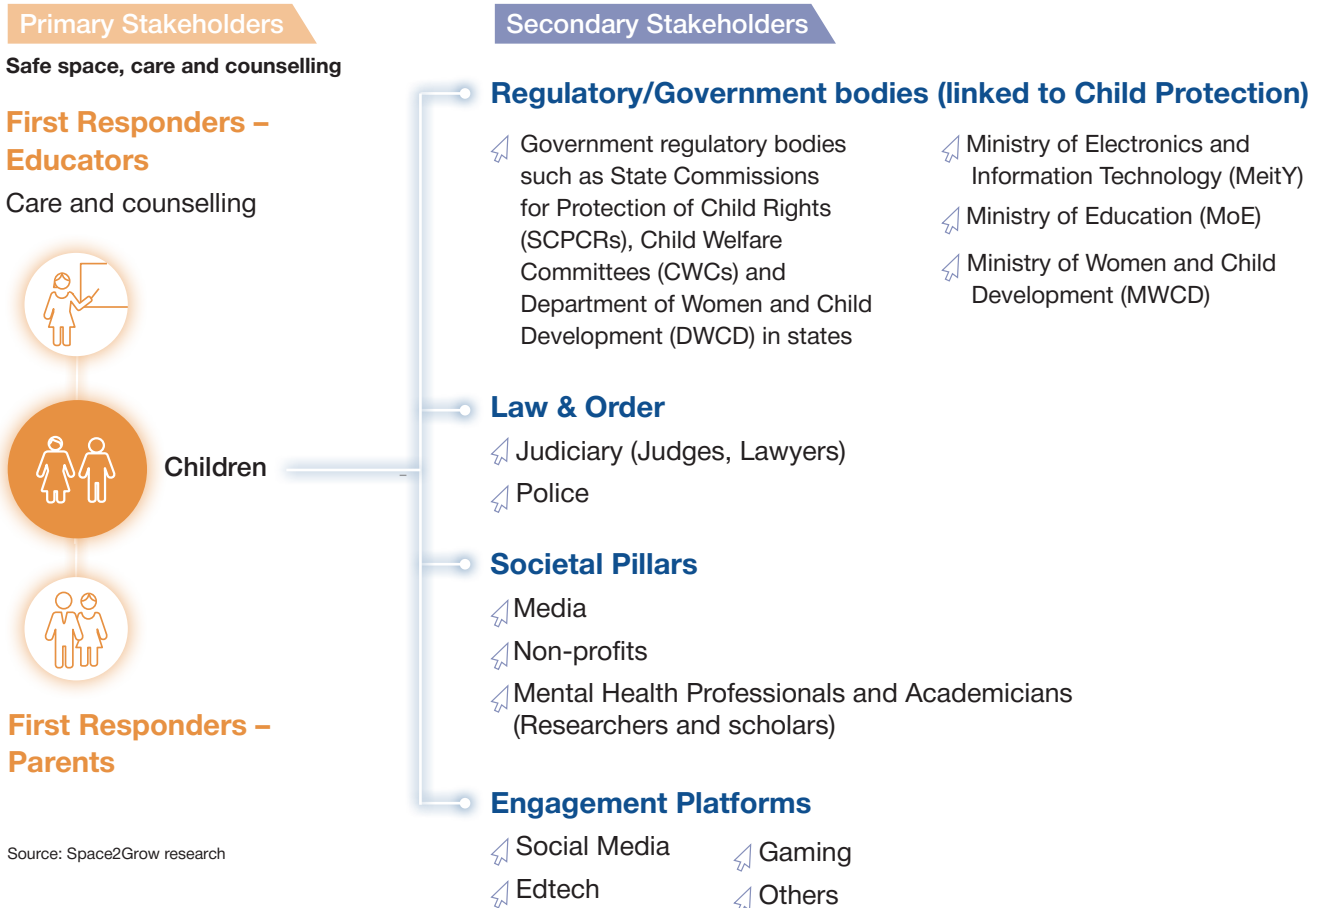 Primary Stakeholders
Safe space, care and counselling
First Responders –
Educators
Care and counselling
Children
First Responders –
Parents
Source: Space2Grow research
Secondary Stakeholders
Regulatory/Government bodies (linked to Child Protection)
Government regulatory bodies
such as State Commissions
for Protection of Child Rights
(SCPCRs), Child Welfare
Committees (CWCs) and
Department of Women and Child
Development (DWCD) in states
Ministry of Electronics and
Information Technology (MeitY)
Ministry of Education (MoE)
Ministry of Women and Child
Development (MWCD)
Law & Order
Judiciary (Judges, Lawyers)
Police
Societal Pillars
Media
Non-profits
Mental Health Professionals and Academicians
(Researchers and scholars)
Engagement Platforms
Social Media
Edtech
Gaming
Others